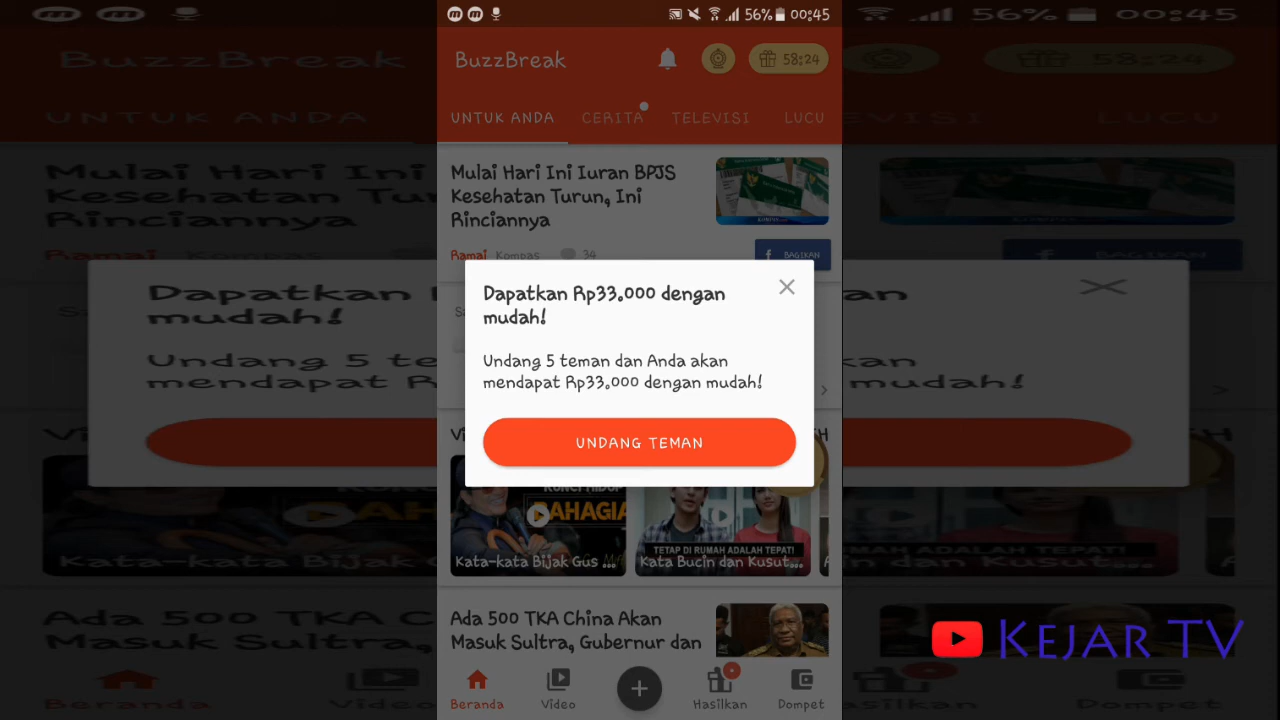 56% 00:45
BuzzBreak
58:24
UNTUK ANDA CERITA TELEVISI LUCU
Mulai Hari Ini Iuran BPJS
Kesehatan Turun, Ini
Rinciannya
Ramai Kompas 34
f BAGIKAN
Dapatkan Rp33.000 dengan
mudah!
Undang 5 teman dan Anda akan
mendapat Rp33.000 dengan mudah!
UNDANG TEMAN
BAHAGIA
TETAP DI RUMAH ADALAH TEPAT!
Kata-kata Bijak Gus ...
Kata Bucin dan Kusut...
Ada 500 TKA China Akan
Masuk Sultra, Gubernur dan
KEJAR TV
Beranda Video Hasilkan Dompet